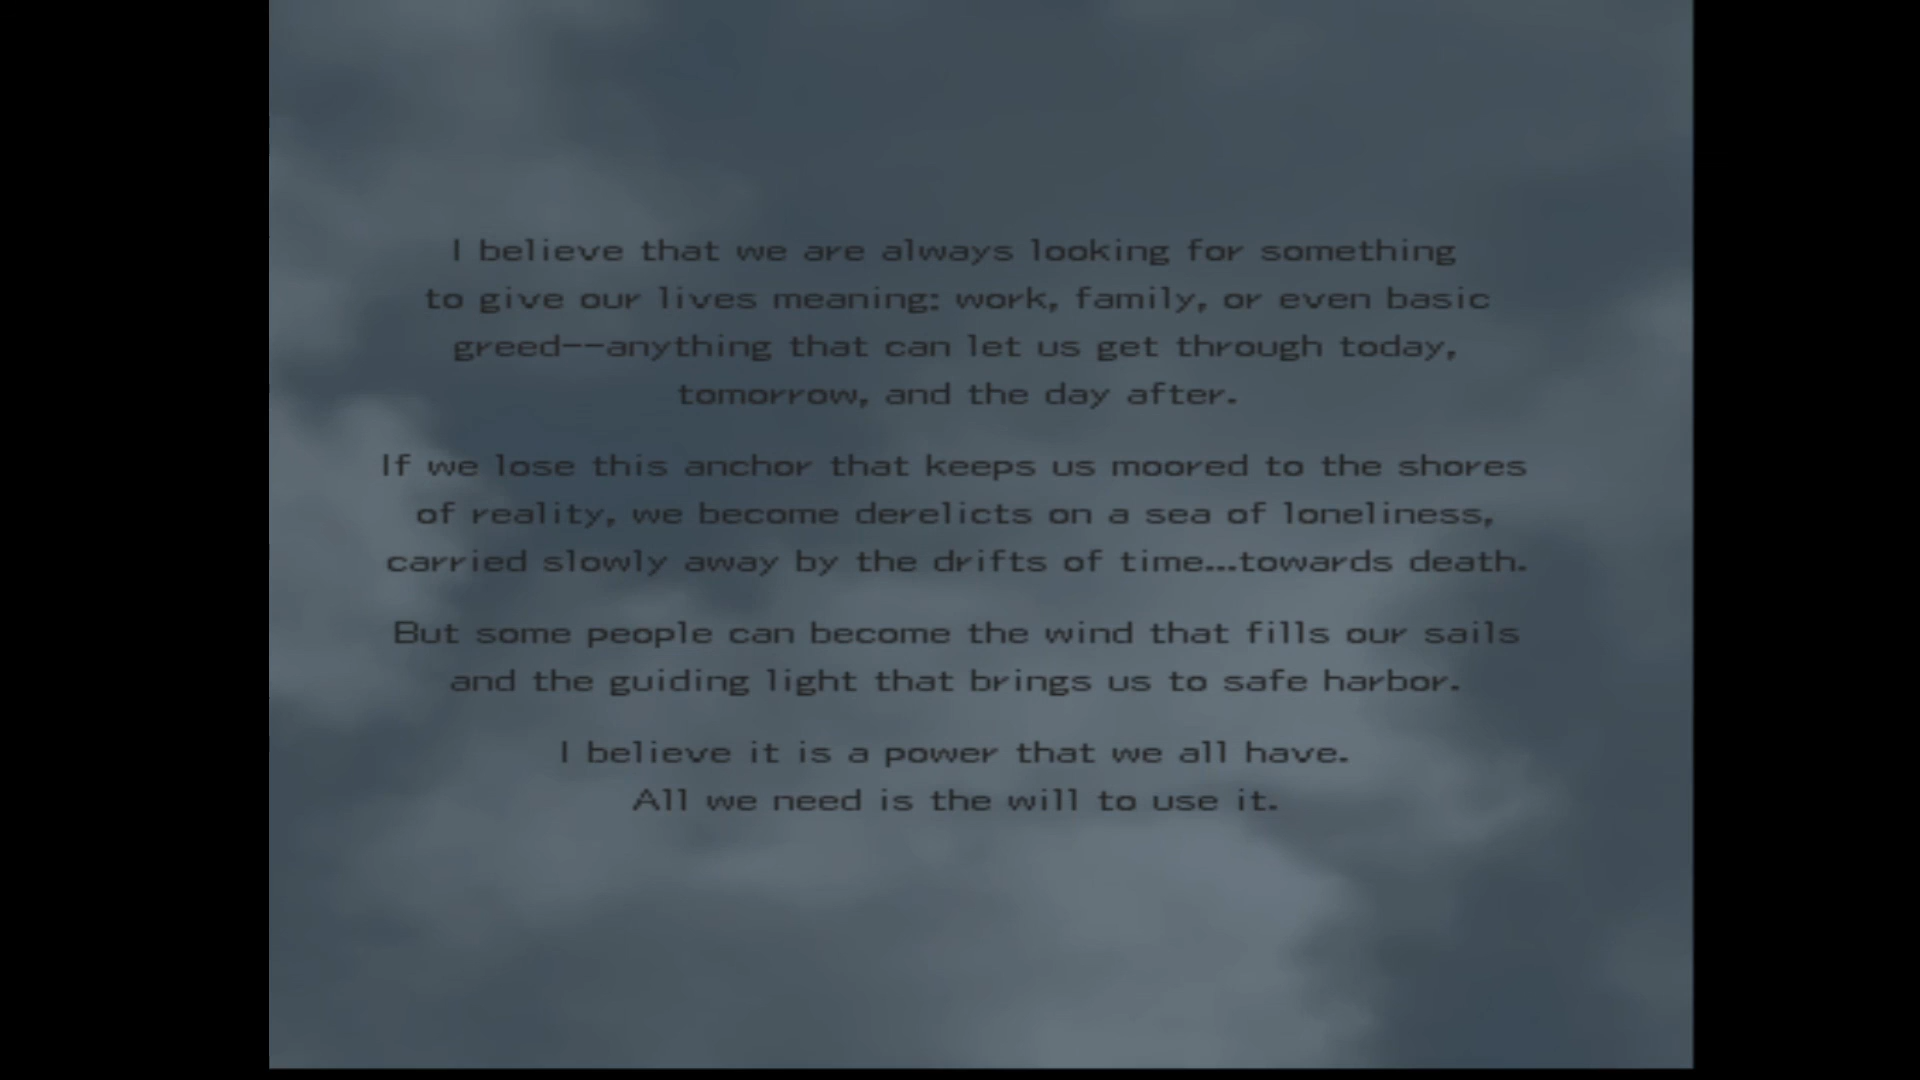 I believe that we are always looking for something
to give our lives meaning: work, family, or even basic
greed--anything that can let us get through today,
tomorrow, and the day after.
If we lose this anchor that keeps us moored to the shores
of reality, we become derelicts on a sea of loneliness,
carried slowly away by the drifts of time...towards death.
But some people can become the wind that fills our sails
and the guiding light that brings us to safe harbor.
I believe it is a power that we all have.
All we need is the will to use it.